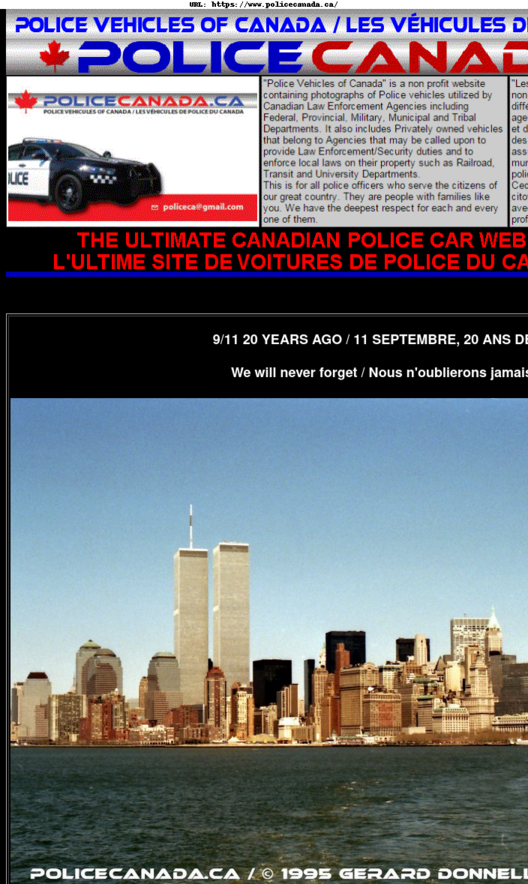 URL: https://www.policecanada.ca/
POLICE VEHICLES OF CANADA / LES VÉHICULES
POLICECANAD
POLICECANADA.CA
POLICE VEHICLES OF CANADA / LES VÉHICULES DE POLICE DU CANADA
policeca@gmail.com
"Police Vehicles of Canada" is a non profit website
containing photographs of Police vehicles utilized by
Canadian Law Enforcement Agencies including
Federal, Provincial, Military, Municipal and Tribal
Departments. It also includes Privately owned vehicles
that belong to Agencies that may be called upon to
provide Law Enforcement/Security duties and to
enforce local laws on their property such as Railroad,
Transit and University Departments.
This is for all police officers who serve the citizens of
our great country. They are people with families like
you. We have the deepest respect for each and every
one of them.
"Les
non
diffé
age
et d
des
ass
mun
polic
Cec
cito
ave
prof
THE ULTIMATE CANADIAN POLICE CAR WEB
L'ULTIME SITE DE VOITURES DE POLICE DU CA
9/11 20 YEARS AGO / 11 SEPTEMBRE, 20 ANS DE
We will never forget / Nous n'oublierons jamais
POLICECANADA.CA / © 1995 GERARD DONNELL